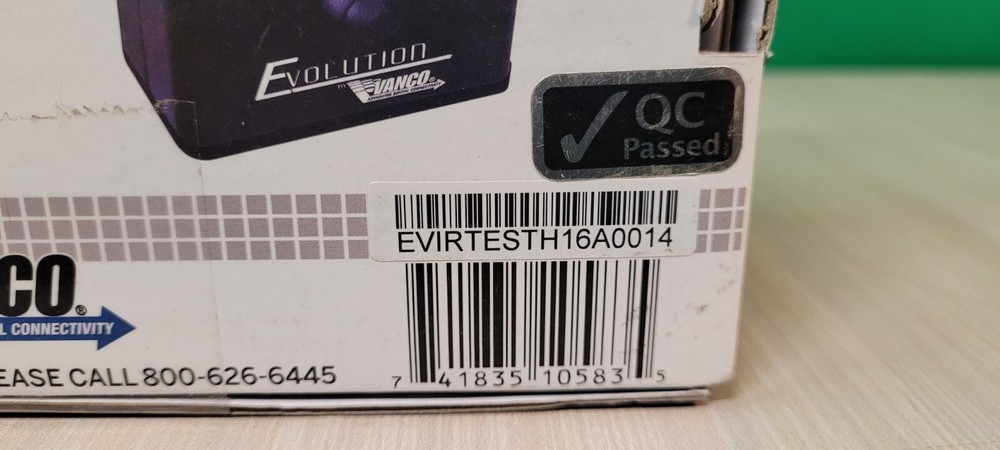 EVOLUTION
BY VANCO®
QC
Passed
EVIRTESTH16A0014
CO®
L CONNECTIVITY
EASE CALL 800-626-6445
7 41835 10583 5